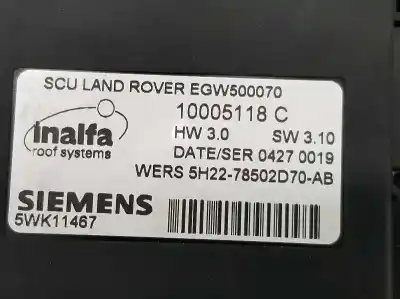 SCU LAND ROVER EGW500070
inalfa
roof systems
10005118 C
HW 3.0 SW 3.10
DATE/SER 0427 0019
WERS 5H22-78502D70-AB
SIEMENS
5WK11467